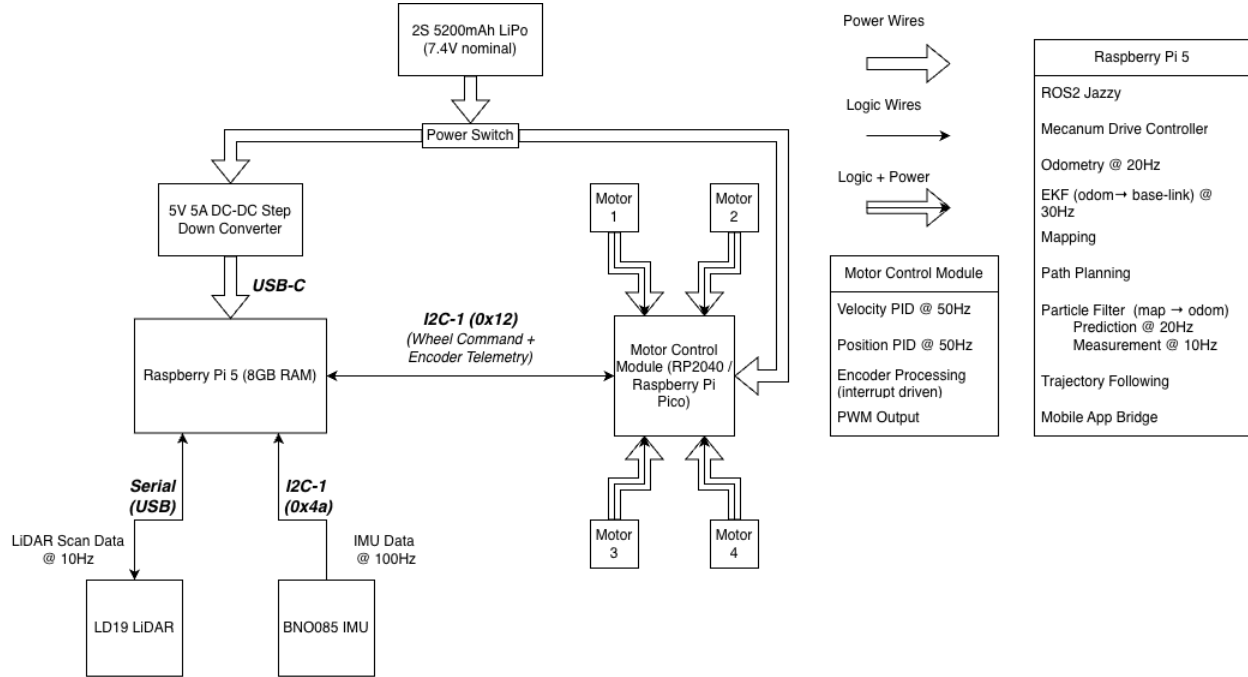 2S 5200mAh LiPo
(7.4V nominal)
Power Switch
5V 5A DC-DC Step
Down Converter
USB-C
Raspberry Pi 5 (8GB RAM)
I2C-1 (0x12)
(Wheel Command +
Encoder Telemetry)
Motor
1
Motor
2
Motor Control
Module (RP2040 /
Raspberry Pi
Pico)
Motor
3
Motor
4
Serial
(USB)
I2C-1
(0x4a)
LiDAR Scan Data
@ 10Hz
IMU Data
@ 100Hz
LD19 LiDAR
BNO085 IMU
Power Wires
Logic Wires
Logic + Power
Motor Control Module
Velocity PID @ 50Hz
Position PID @ 50Hz
Encoder Processing
(interrupt driven)
PWM Output
Raspberry Pi 5
ROS2 Jazzy
Mecanum Drive Controller
Odometry @ 20Hz
EKF (odom→ base-link) @
30Hz
Mapping
Path Planning
Particle Filter (map → odom)
Prediction @ 20Hz
Measurement @ 10Hz
Trajectory Following
Mobile App Bridge